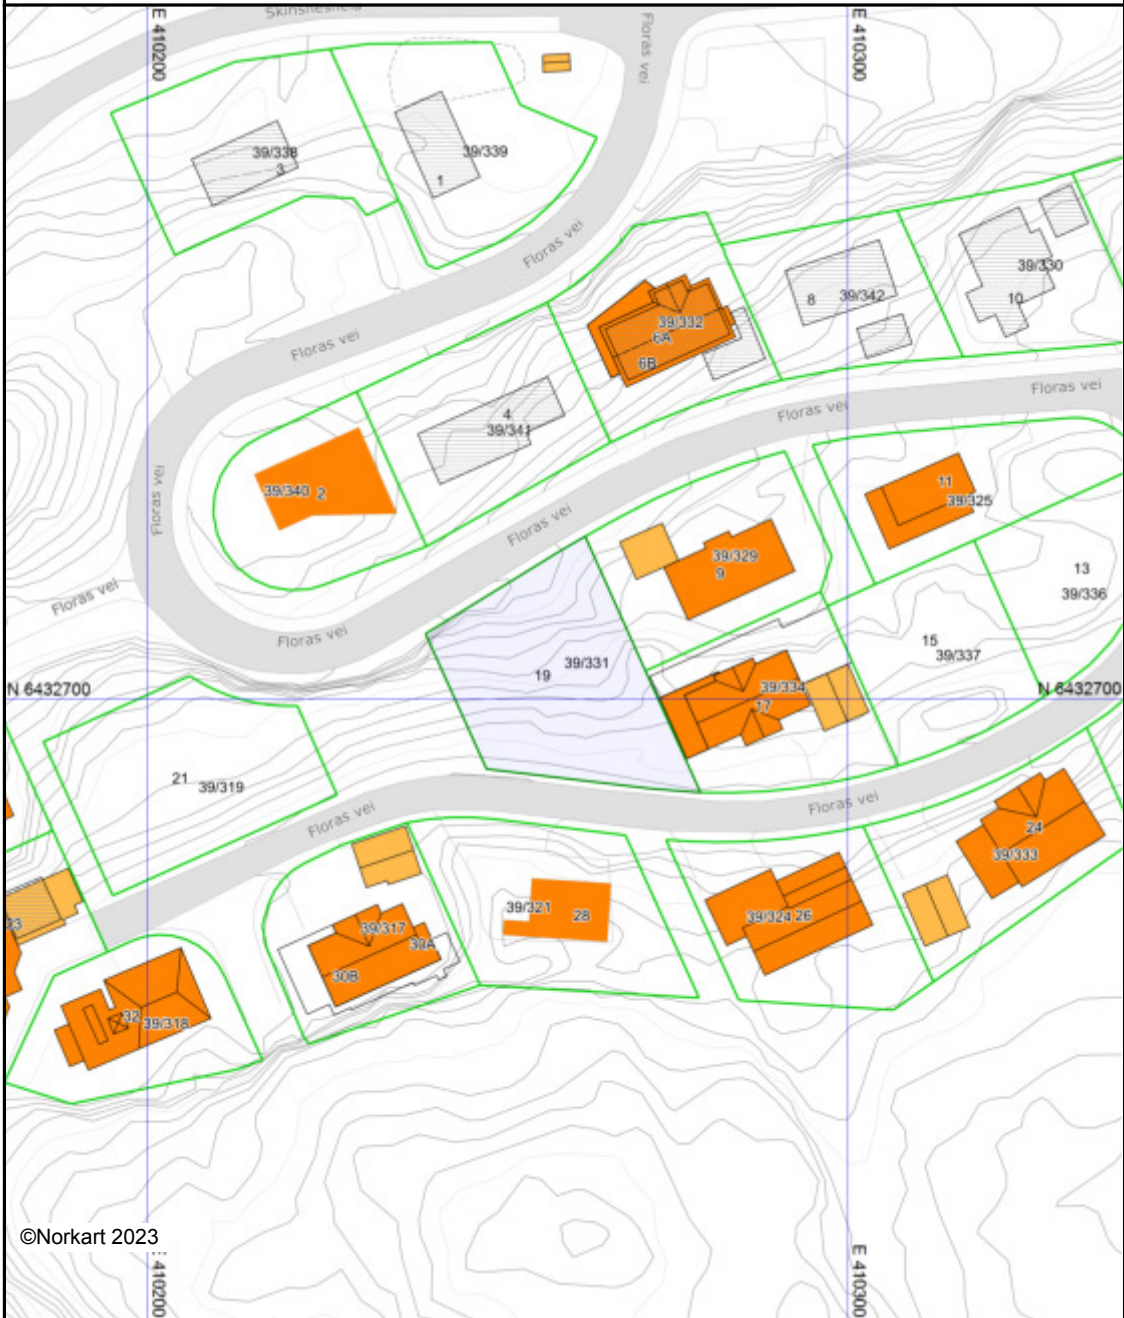 Skinsnesheia
Floras vei
E 410200
E 410300
39/338
3
39/339
1
Floras vei
39/330
10
8
39/342
39/332
6A
6B
Floras vei
Floras vei
Floras vei
4
39/341
39/340
2
Floras vei
11
39/325
Floras vei
39/329
9
13
39/336
Floras vei
Floras vei
15
39/337
19
39/331
39/334
17
N 6432700
N 6432700
21
39/319
Floras vei
Floras vei
24
39/333
39/321
28
39/324
26
39/317
30A
30B
33
32
39/318
©Norkart 2023
E 410200
E 410300